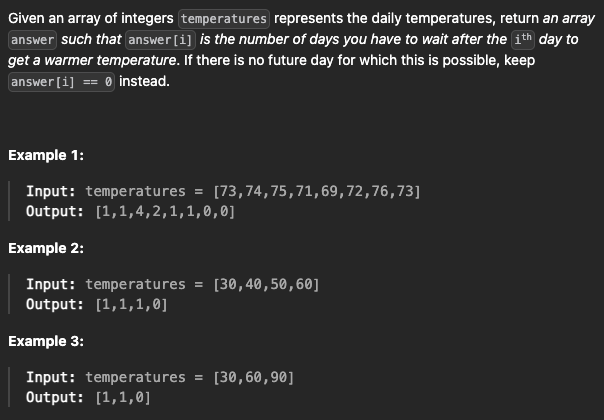 Given an array of integers temperatures represents the daily temperatures, return an array
answer such that answer[i] is the number of days you have to wait after the ith day to
get a warmer temperature. If there is no future day for which this is possible, keep
answer[i] == 0 instead.
Example 1:
Input: temperatures = [73,74,75,71,69,72,76,73]
Output: [1,1,4,2,1,1,0,0]
Example 2:
Input: temperatures = [30,40,50,60]
Output: [1,1,1,0]
Example 3:
Input: temperatures = [30,60,90]
Output: [1,1,0]